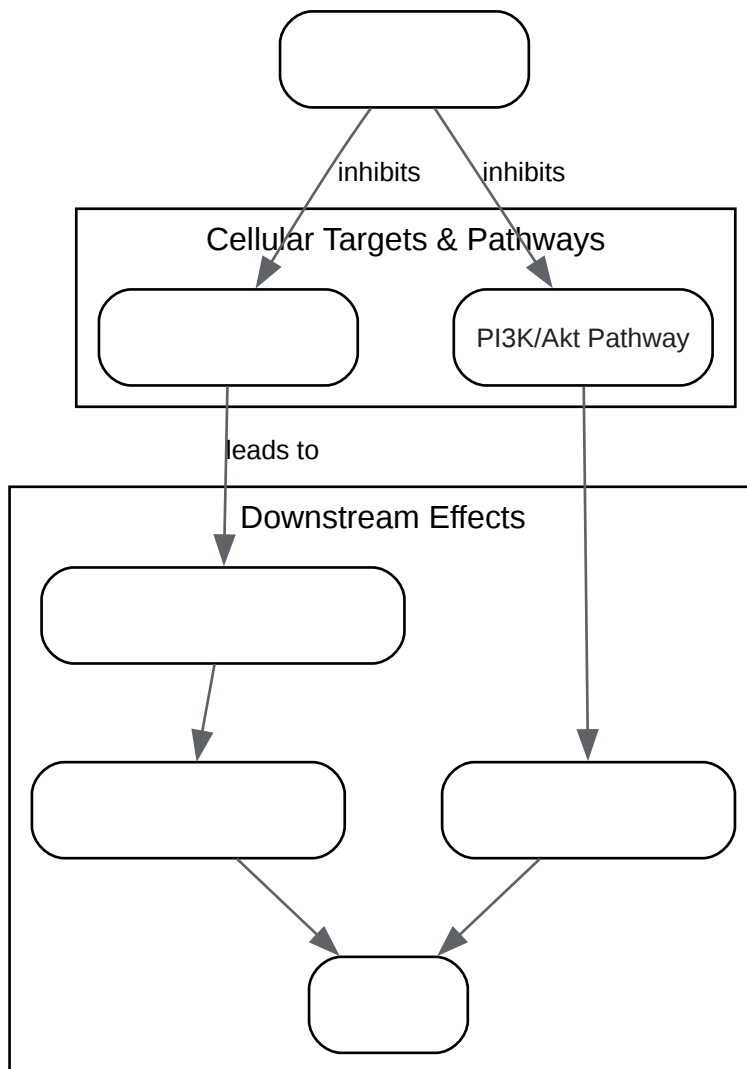 inhibits
inhibits
Cellular Targets & Pathways
PI3K/Akt Pathway
leads to
Downstream Effects